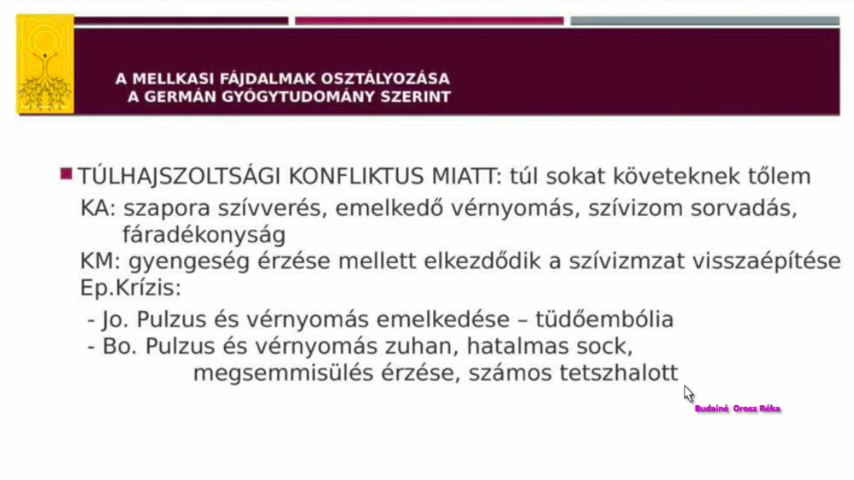 A MELLKASI FÁJDALMAK OSZTÁLYOZÁSA
A GERMÁN GYÓGYTUDOMÁNY SZERINT
TÚLHAJSZOLTSÁGI KONFLIKTUS MIATT: túl sokat követeknek tőlem
KA: szapora szívverés, emelkedő vérnyomás, szívizom sorvadás,
fáradékonyság
KM: gyengeség érzése mellett elkezdődik a szívizmzat visszaépítése
Ep.Krízis:
- Jo. Pulzus és vérnyomás emelkedése – tüdőembólia
- Bo. Pulzus és vérnyomás zuhan, hatalmas sock,
megsemmisülés érzése, számos tetszhalott
Budainé Orosz Réka